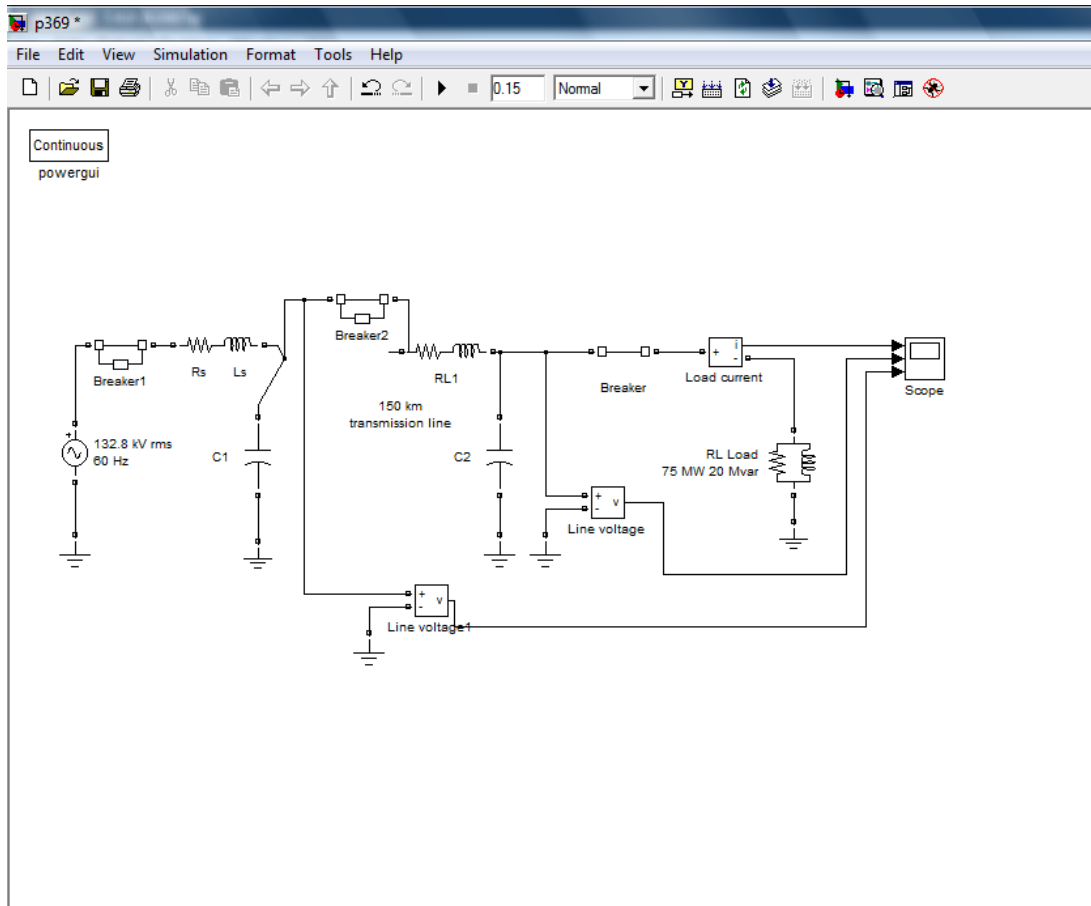 p369 *
File Edit View Simulation Format Tools Help
0.15 Normal
Continuous
powergui
Breaker2
Breaker1
Rs
Ls
RL1
Breaker
Load current
i
+
-
Scope
150 km
transmission line
+
132.8 kV rms
60 Hz
C1
C2
RL Load
75 MW 20 Mvar
+
-
v
Line voltage
+
-
v
Line voltage1